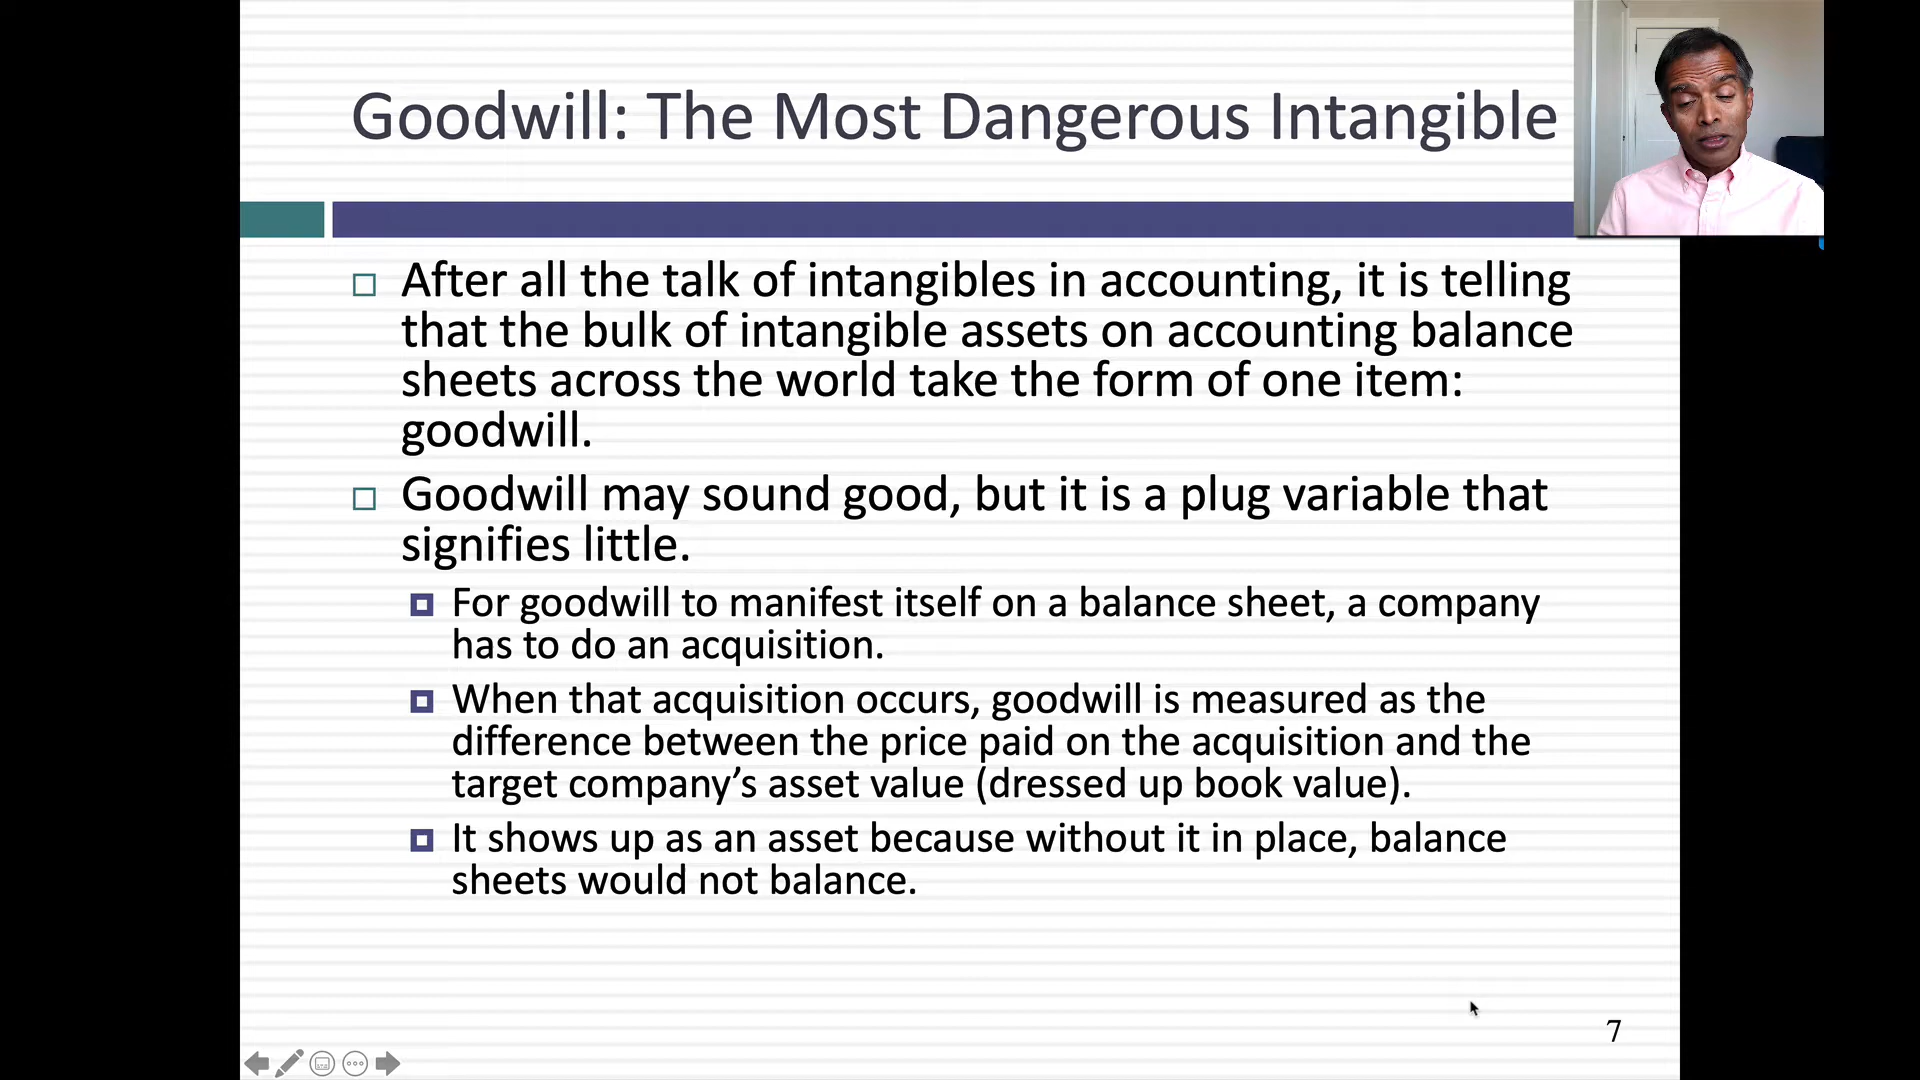 Goodwill: The Most Dangerous Intangible
After all the talk of intangibles in accounting, it is telling
that the bulk of intangible assets on accounting balance
sheets across the world take the form of one item:
goodwill.
Goodwill may sound good, but it is a plug variable that
signifies little.
For goodwill to manifest itself on a balance sheet, a company
has to do an acquisition.
When that acquisition occurs, goodwill is measured as the
difference between the price paid on the acquisition and the
target company’s asset value (dressed up book value).
It shows up as an asset because without it in place, balance
sheets would not balance.
7